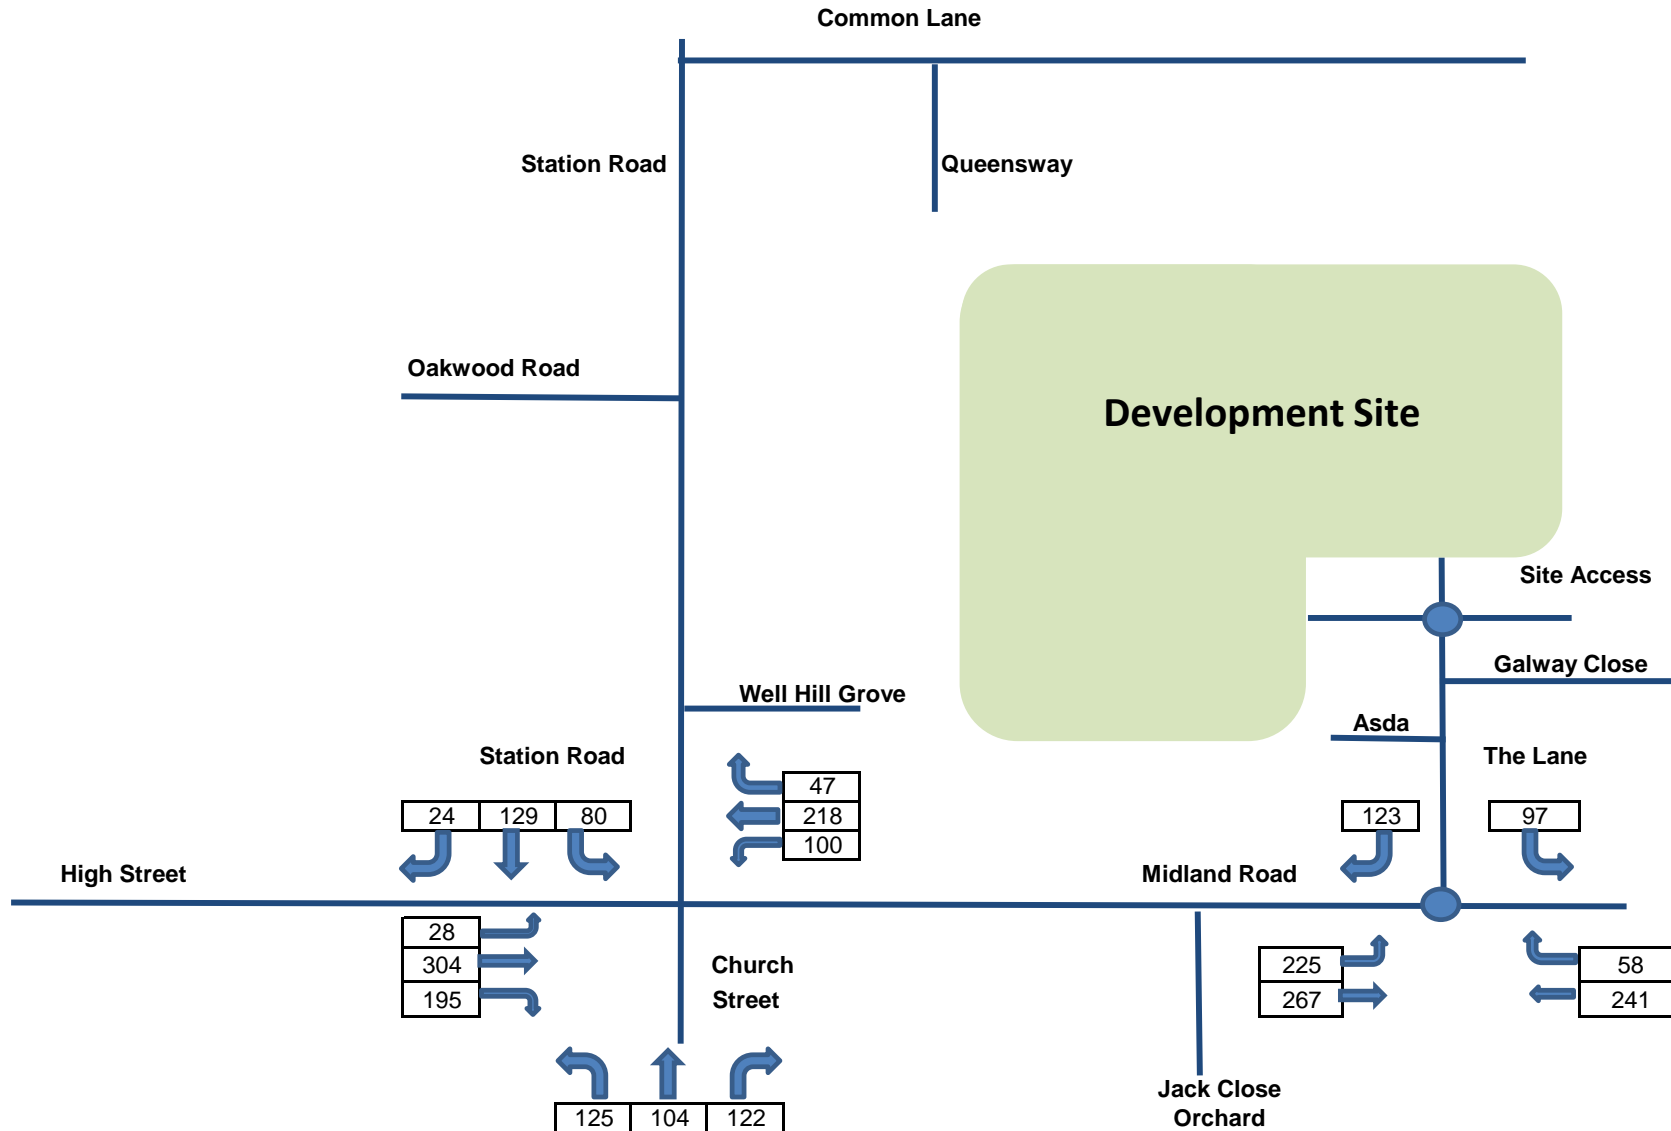 Common Lane
Station Road
Queensway
Oakwood Road
Development Site
Site Access
Galway Close
Well Hill Grove
Asda
Station Road
The Lane
47
218
100
24 129 80
123
97
High Street
Midland Road
28
304
195
Church
Street
225
267
58
241
125 104 122
Jack Close
Orchard